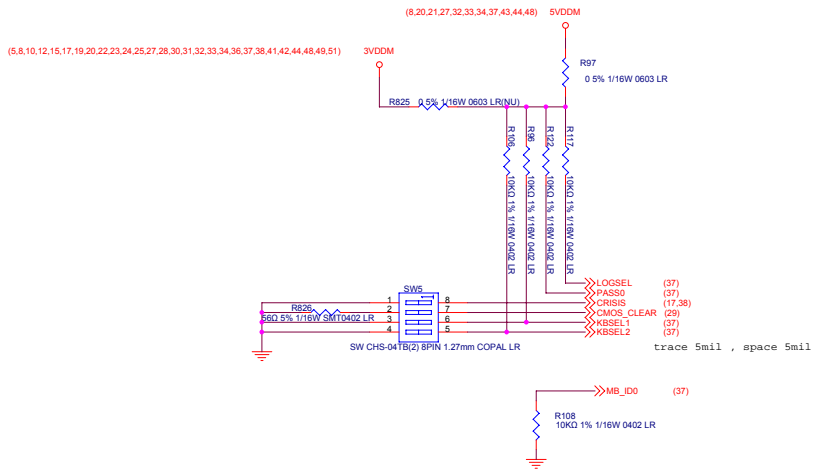 (8,20,21,27,32,33,34,37,43,44,48) 5VDDM
(5,8,10,12,15,17,19,20,22,23,24,25,27,28,30,31,32,33,34,36,37,38,41,42,44,48,49,51) 3VDDM
R97
0 5% 1/16W 0603 LR
R825 0 5% 1/16W 0603 LR(NU)
R106 10KΩ 1% 1/16W 0402 LR
R96 10KΩ 1% 1/16W 0402 LR
R122 10KΩ 1% 1/16W 0402 LR
R117 10KΩ 1% 1/16W 0402 LR
LOGSEL (37)
PASS0 (37)
CRISIS (17,38)
CMOS_CLEAR (29)
KBSEL1 (37)
KBSEL2 (37)
SW5
1 8
2 7
3 6
4 5
R826
56Ω 5% 1/16W SMT0402 LR
SW CHS-04TB(2) 8PIN 1.27mm COPAL LR
trace 5mil , space 5mil
MB_ID0 (37)
R108
10KΩ 1% 1/16W 0402 LR